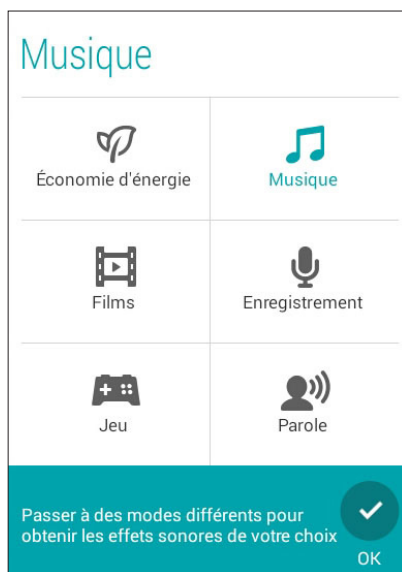 Musique
Économie d'énergie
Musique
Films
Enregistrement
Jeu
Parole
Passer à des modes différents pour
obtenir les effets sonores de votre choix
OK